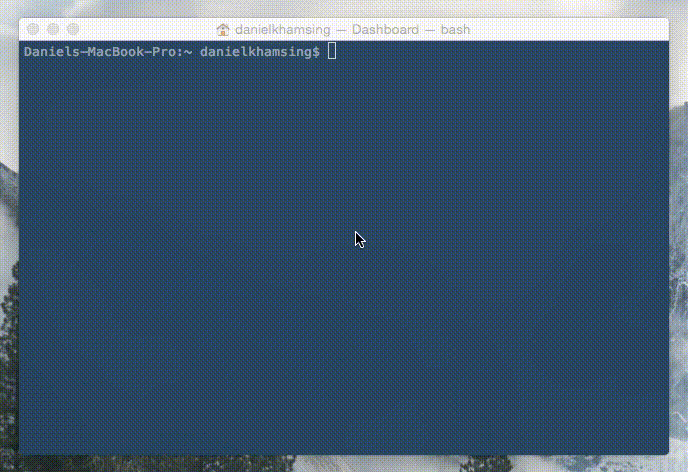 danielkhamsing — Dashboard — bash
Daniels-MacBook-Pro:~ danielkhamsing$